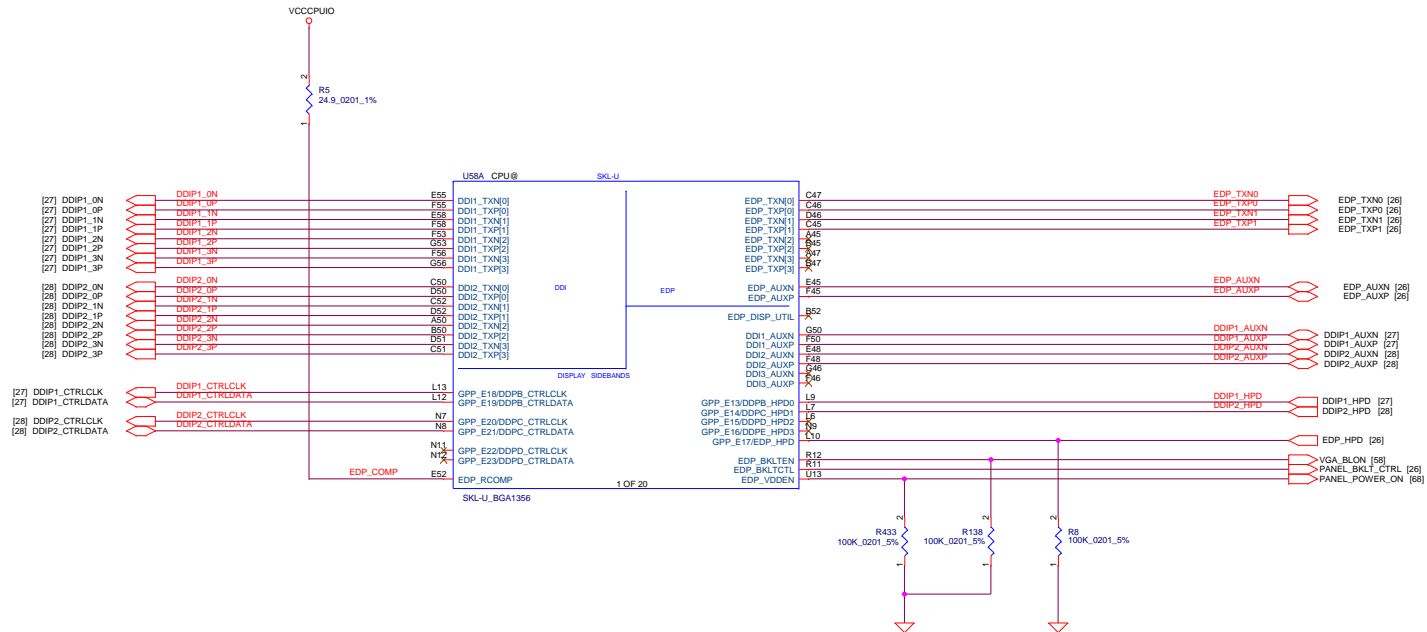 VCCCPUIO
2
R5
24.9_0201_1%
1
U58A CPU@ SKL-U
[27] DDIP1_0N DDIP1_0N E55 DDI1_TXN[0]
[27] DDIP1_0P DDIP1_0P F55 DDI1_TXP[0]
[27] DDIP1_1N DDIP1_1N E58 DDI1_TXN[1]
[27] DDIP1_1P DDIP1_1P F58 DDI1_TXP[1]
[27] DDIP1_2N DDIP1_2N F53 DDI1_TXN[2]
[27] DDIP1_2P DDIP1_2P G53 DDI1_TXP[2]
[27] DDIP1_3N DDIP1_3N F56 DDI1_TXN[3]
[27] DDIP1_3P DDIP1_3P G56 DDI1_TXP[3]
[28] DDIP2_0N DDIP2_0N C50 DDI2_TXN[0]
[28] DDIP2_0P DDIP2_0P D50 DDI2_TXP[0]
[28] DDIP2_1N DDIP2_1N C52 DDI2_TXN[1]
[28] DDIP2_1P DDIP2_1P D52 DDI2_TXP[1]
[28] DDIP2_2N DDIP2_2N A50 DDI2_TXN[2]
[28] DDIP2_2P DDIP2_2P B50 DDI2_TXP[2]
[28] DDIP2_3N DDIP2_3N D51 DDI2_TXN[3]
[28] DDIP2_3P DDIP2_3P C51 DDI2_TXP[3]
DDI
EDP
DISPLAY SIDEBANDS
[27] DDIP1_CTRLCLK DDIP1_CTRLCLK L13 GPP_E18/DDPB_CTRLCLK
[27] DDIP1_CTRLDATA DDIP1_CTRLDATA L12 GPP_E19/DDPB_CTRLDATA
[28] DDIP2_CTRLCLK DDIP2_CTRLCLK N7 GPP_E20/DDPC_CTRLCLK
[28] DDIP2_CTRLDATA DDIP2_CTRLDATA N8 GPP_E21/DDPC_CTRLDATA
N11 GPP_E22/DDPD_CTRLCLK
N12 GPP_E23/DDPD_CTRLDATA
EDP_COMP E52 EDP_RCOMP
1 OF 20
SKL-U_BGA1356
EDP_TXN[0] C47 EDP_TXN0 EDP_TXN0 [26]
EDP_TXP[0] C46 EDP_TXP0 EDP_TXP0 [26]
EDP_TXN[1] D46 EDP_TXN1 EDP_TXN1 [26]
EDP_TXP[1] C45 EDP_TXP1 EDP_TXP1 [26]
EDP_TXN[2] A45
EDP_TXP[2] B45
EDP_TXN[3] A47
EDP_TXP[3] B47
EDP_AUXN E45 EDP_AUXN EDP_AUXN [26]
EDP_AUXP F45 EDP_AUXP EDP_AUXP [26]
EDP_DISP_UTIL B52
DDI1_AUXN G50 DDIP1_AUXN DDIP1_AUXN [27]
DDI1_AUXP F50 DDIP1_AUXP DDIP1_AUXP [27]
DDI2_AUXN E48 DDIP2_AUXN DDIP2_AUXN [28]
DDI2_AUXP F48 DDIP2_AUXP DDIP2_AUXP [28]
DDI3_AUXN G46
DDI3_AUXP F46
GPP_E13/DDPB_HPD0 L9 DDIP1_HPD DDIP1_HPD [27]
GPP_E14/DDPC_HPD1 L7 DDIP2_HPD DDIP2_HPD [28]
GPP_E15/DDPD_HPD2 L6
GPP_E16/DDPE_HPD3 N9
GPP_E17/EDP_HPD L10 EDP_HPD [26]
EDP_BKLTEN R12 VGA_BLON [58]
EDP_BKLTCTL R11 PANEL_BKLT_CTRL [26]
EDP_VDDEN U13 PANEL_POWER_ON [68]
2 2 2
R433 R138 R8
100K_0201_5% 100K_0201_5% 100K_0201_5%
1 1 1